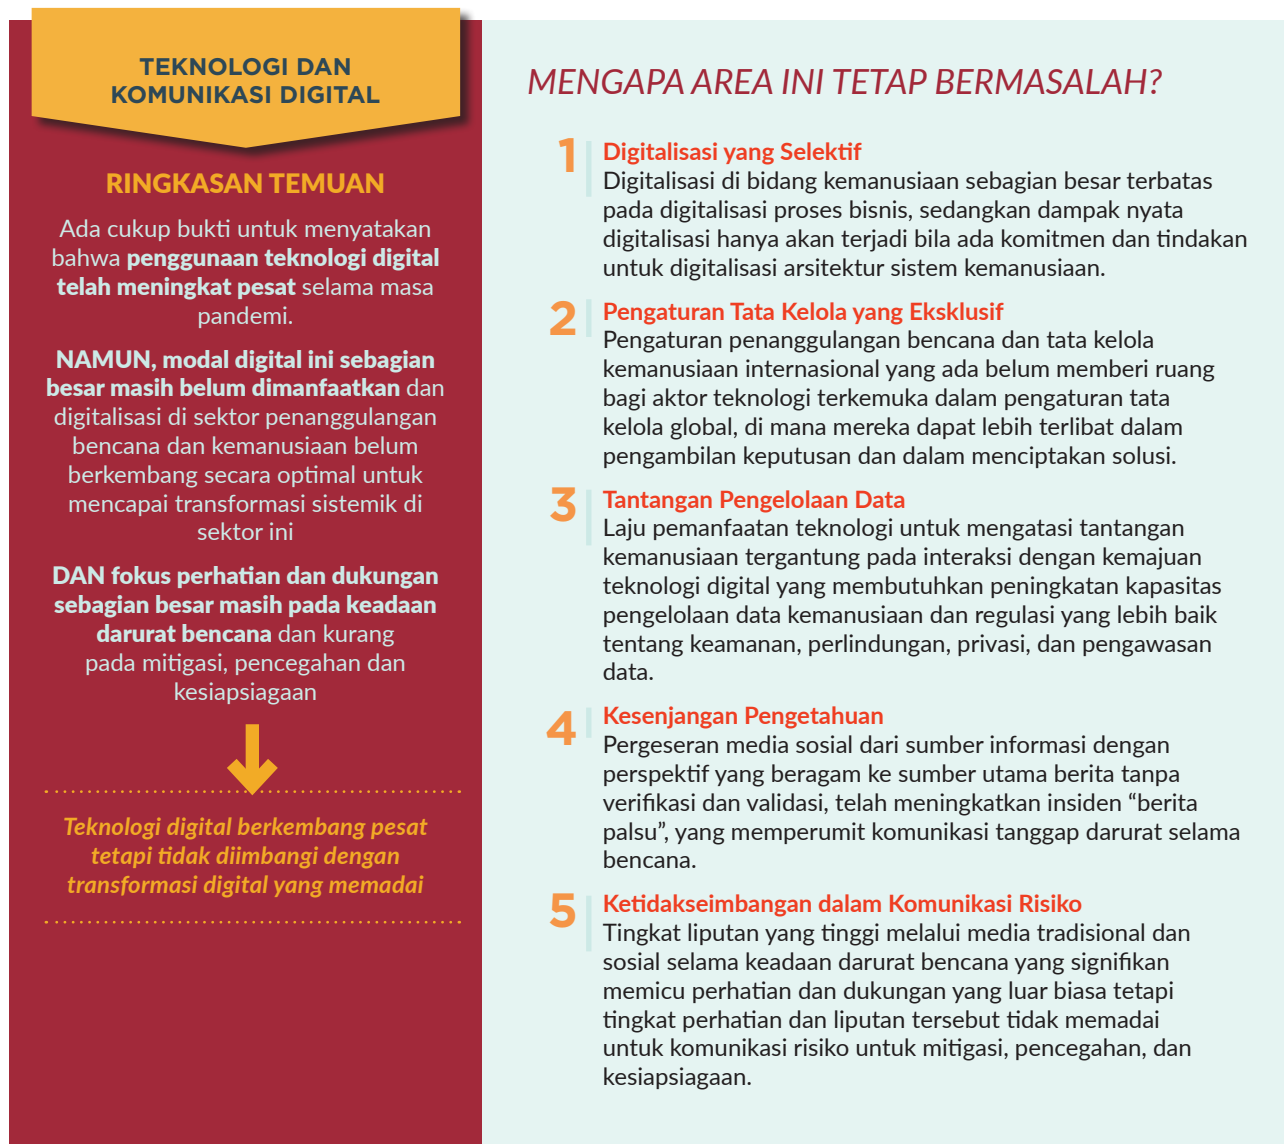 TEKNOLOGI DAN
KOMUNIKASI DIGITAL
RINGKASAN TEMUAN
Ada cukup bukti untuk menyatakan
bahwa penggunaan teknologi digital
telah meningkat pesat selama masa
pandemi.
NAMUN, modal digital ini sebagian
besar masih belum dimanfaatkan dan
digitalisasi di sektor penanggulangan
bencana dan kemanusiaan belum
berkembang secara optimal untuk
mencapai transformasi sistemik di
sektor ini
DAN fokus perhatian dan dukungan
sebagian besar masih pada keadaan
darurat bencana dan kurang
pada mitigasi, pencegahan dan
kesiapsiagaan
Teknologi digital berkembang pesat
tetapi tidak diimbangi dengan
transformasi digital yang memadai
MENGAPA AREA INI TETAP BERMASALAH?
1 Digitalisasi yang Selektif
Digitalisasi di bidang kemanusiaan sebagian besar terbatas
pada digitalisasi proses bisnis, sedangkan dampak nyata
digitalisasi hanya akan terjadi bila ada komitmen dan tindakan
untuk digitalisasi arsitektur sistem kemanusiaan.
2 Pengaturan Tata Kelola yang Eksklusif
Pengaturan penanggulangan bencana dan tata kelola
kemanusiaan internasional yang ada belum memberi ruang
bagi aktor teknologi terkemuka dalam pengaturan tata
kelola global, di mana mereka dapat lebih terlibat dalam
pengambilan keputusan dan dalam menciptakan solusi.
3 Tantangan Pengelolaan Data
Laju pemanfaatan teknologi untuk mengatasi tantangan
kemanusiaan tergantung pada interaksi dengan kemajuan
teknologi digital yang membutuhkan peningkatan kapasitas
pengelolaan data kemanusiaan dan regulasi yang lebih baik
tentang keamanan, perlindungan, privasi, dan pengawasan
data.
4 Kesenjangan Pengetahuan
Pergeseran media sosial dari sumber informasi dengan
perspektif yang beragam ke sumber utama berita tanpa
verifikasi dan validasi, telah meningkatkan insiden “berita
palsu”, yang memperumit komunikasi tanggap darurat selama
bencana.
5 Ketidakseimbangan dalam Komunikasi Risiko
Tingkat liputan yang tinggi melalui media tradisional dan
sosial selama keadaan darurat bencana yang signifikan
memicu perhatian dan dukungan yang luar biasa tetapi
tingkat perhatian dan liputan tersebut tidak memadai
untuk komunikasi risiko untuk mitigasi, pencegahan, dan
kesiapsiagaan.